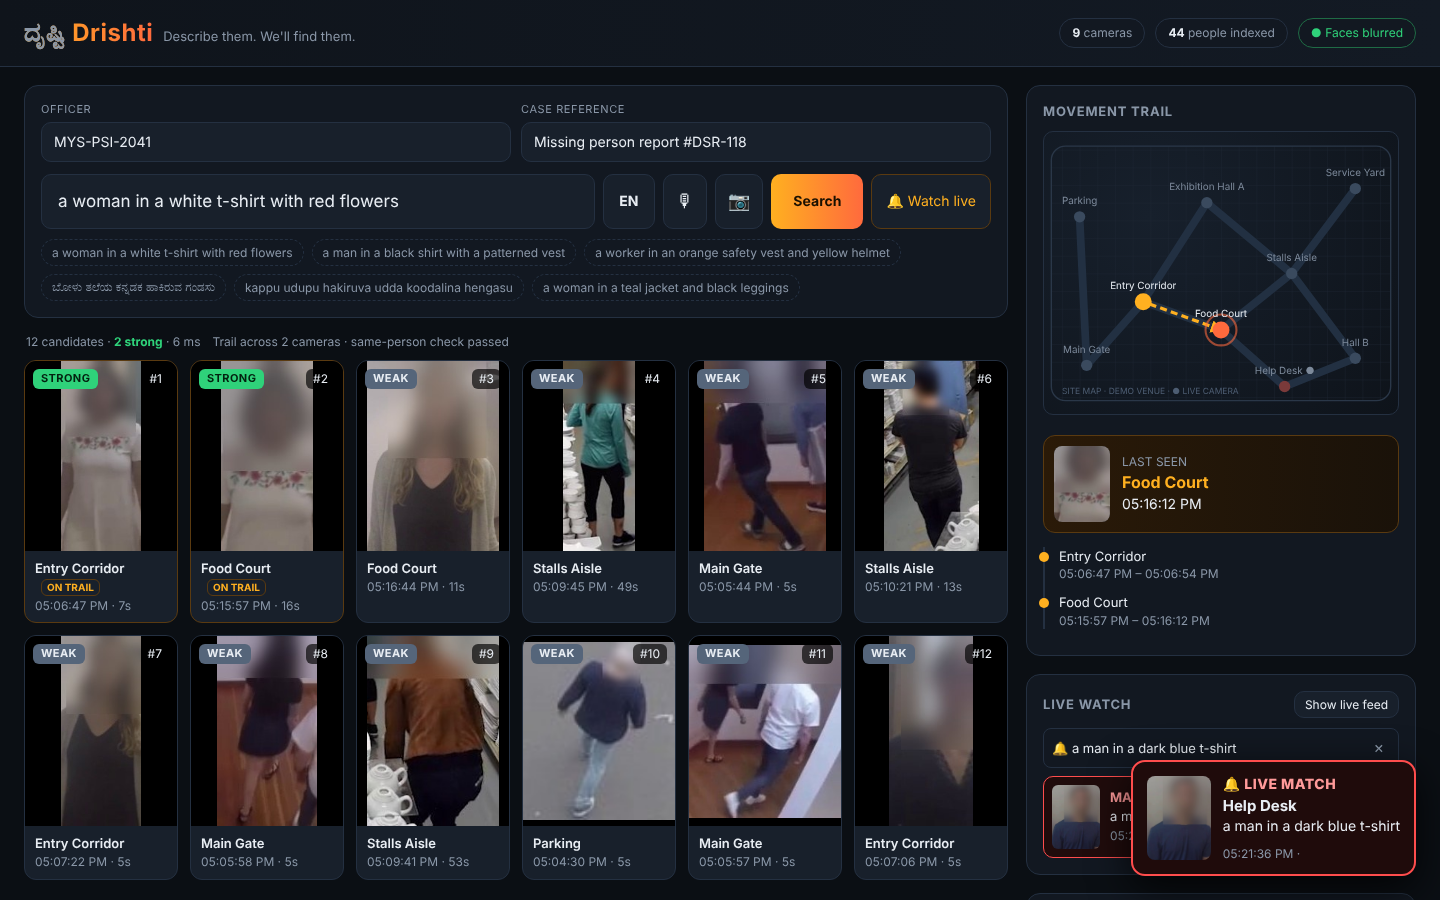 ದೃಷ್ಟಿ Drishti Describe them. We'll find them.
9 cameras
44 people indexed
● Faces blurred
OFFICER
CASE REFERENCE
MYS-PSI-2041
Missing person report #DSR-118
a woman in a white t-shirt with red flowers
EN
Search
🔔 Watch live
a woman in a white t-shirt with red flowers
a man in a black shirt with a patterned vest
a worker in an orange safety vest and yellow helmet
ಬೋಳು ತಲೆಯ ಕನ್ನಡಕ ಹಾಕಿರುವ ಗಂಡಸು
kappu udupu hakiruva udda koodalina hengasu
a woman in a teal jacket and black leggings
12 candidates · 2 strong · 6 ms Trail across 2 cameras · same-person check passed
STRONG #1
Entry Corridor
ON TRAIL
05:06:47 PM · 7s
STRONG #2
Food Court
ON TRAIL
05:15:57 PM · 16s
WEAK #3
Food Court
05:16:44 PM · 11s
WEAK #4
Stalls Aisle
05:09:45 PM · 49s
WEAK #5
Main Gate
05:05:44 PM · 5s
WEAK #6
Stalls Aisle
05:10:21 PM · 13s
WEAK #7
Entry Corridor
05:07:22 PM · 5s
WEAK #8
Main Gate
05:05:58 PM · 5s
WEAK #9
Stalls Aisle
05:09:41 PM · 53s
WEAK #10
Parking
05:04:30 PM · 5s
WEAK #11
Main Gate
05:05:57 PM · 5s
WEAK #12
Entry Corridor
05:07:06 PM · 5s
MOVEMENT TRAIL
Service Yard
Exhibition Hall A
Parking
Stalls Aisle
Entry Corridor
Food Court
Hall B
Main Gate
Help Desk ●
SITE MAP · DEMO VENUE · ● LIVE CAMERA
LAST SEEN
Food Court
05:16:12 PM
Entry Corridor
05:06:47 PM – 05:06:54 PM
Food Court
05:15:57 PM – 05:16:12 PM
LIVE WATCH
Show live feed
🔔 a man in a dark blue t-shirt ×
MA
a m
05:2
🔔 LIVE MATCH
Help Desk
a man in a dark blue t-shirt
05:21:36 PM ·